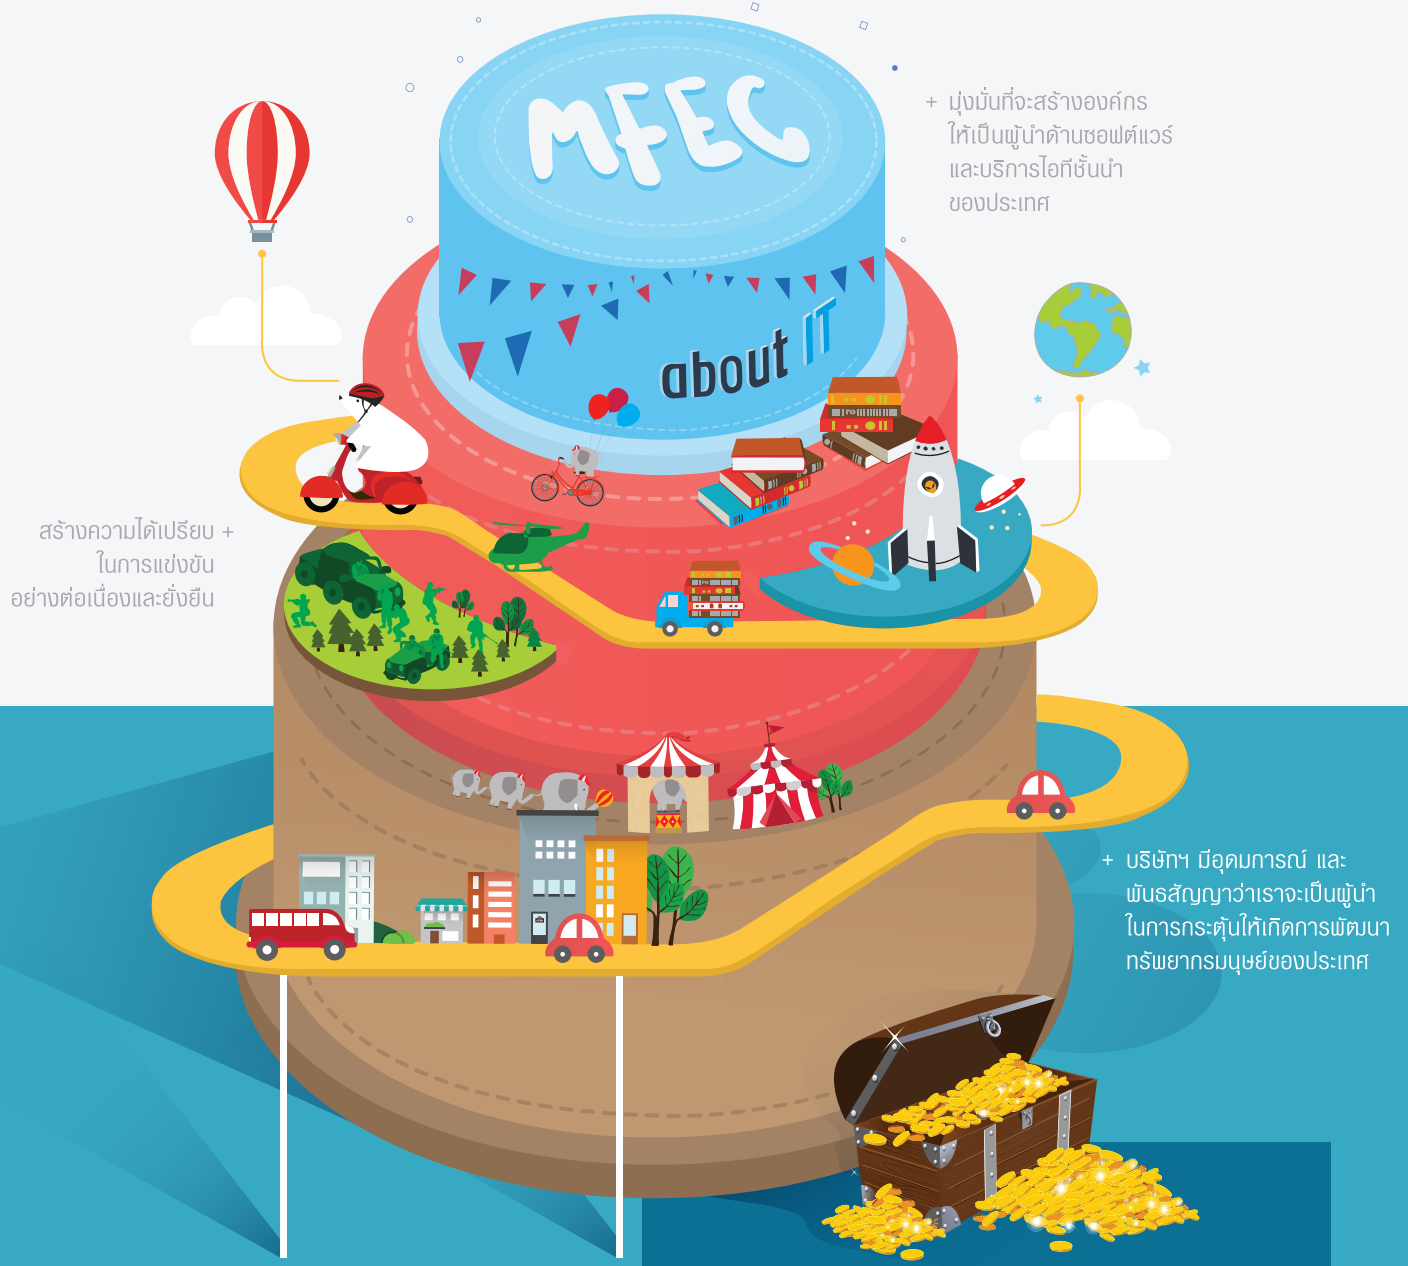 MFEC
+ มุ่งมั่นที่จะสร้างองค์กร
ให้เป็นผู้นำด้านซอฟต์แวร์
และบริการไอทีชั้นนำ
ของประเทศ
about IT
สร้างความได้เปรียบ +
ในการแข่งขัน
อย่างต่อเนื่องและยั่งยืน
+ บริษัทฯ มีอุดมการณ์ และ
พันธสัญญาว่าเราจะเป็นผู้นำ
ในการกระตุ้นให้เกิดการพัฒนา
ทรัพยากรมนุษย์ของประเทศ